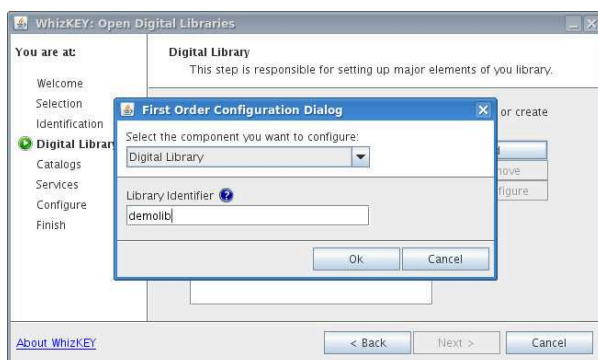 WhizKEY: Open Digital Libraries
You are at:
Welcome
Selection
Identification
Digital Library
Catalogs
Services
Configure
Finish
About WhizKEY
Digital Library
This step is responsible for setting up major elements of you library.
or create
First Order Configuration Dialog
Select the component you want to configure:
Digital Library
Library Identifier
demolib
Ok
Cancel
< Back
Next >
Cancel